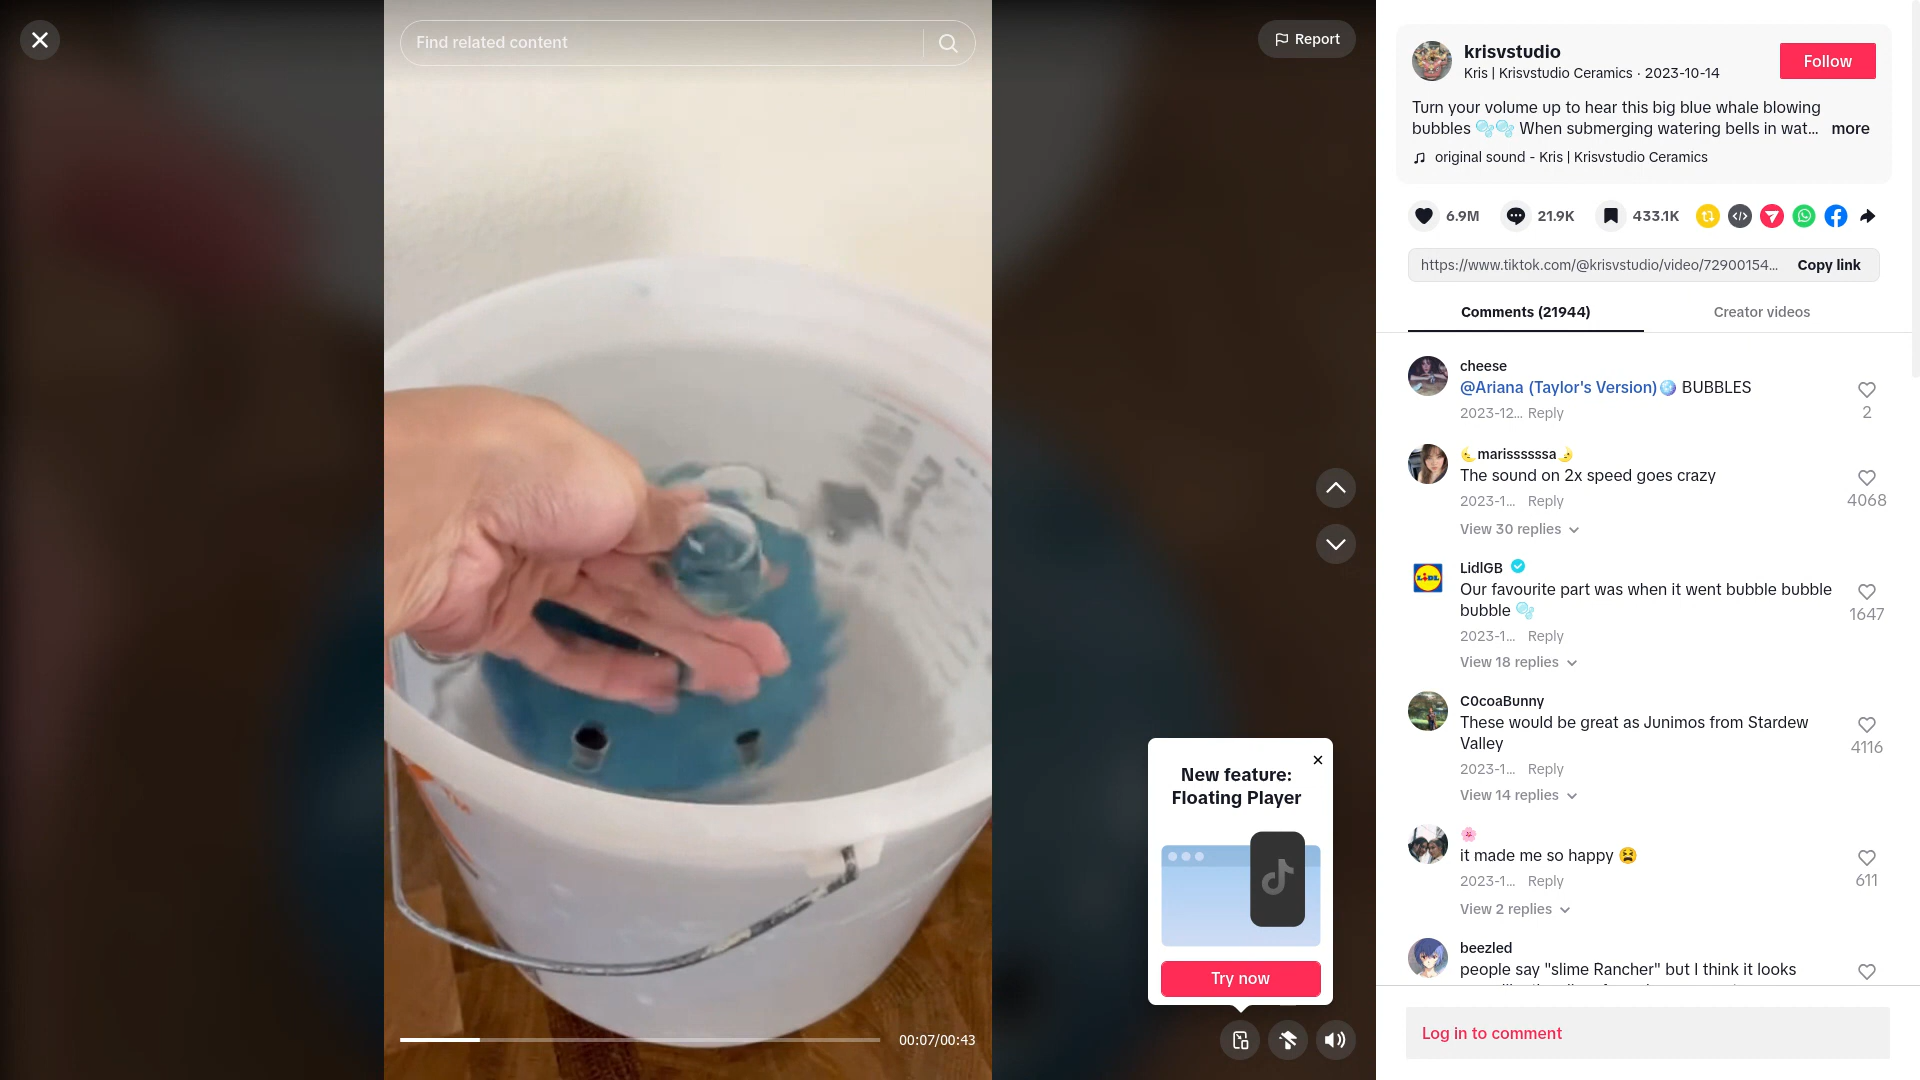 Find related content
Report
krisvstudio
Kris | Krisvstudio Ceramics · 2023-10-14
Follow
Turn your volume up to hear this big blue whale blowing
bubbles 🫧🫧 When submerging watering bells in wat... more
original sound - Kris | Krisvstudio Ceramics
6.9M
21.9K
433.1K
https://www.tiktok.com/@krisvstudio/video/72900154...
Copy link
Comments (21944)
Creator videos
cheese
@Ariana (Taylor's Version)🪩 BUBBLES
2023-12... Reply
2
🌜marissssssa🌛
The sound on 2x speed goes crazy
2023-1... Reply
4068
View 30 replies
LIDL
LidlGB
Our favourite part was when it went bubble bubble
bubble 🫧
2023-1... Reply
1647
View 18 replies
C0coaBunny
These would be great as Junimos from Stardew
Valley
2023-1... Reply
4116
View 14 replies
🌸
it made me so happy 😫
2023-1... Reply
611
View 2 replies
beezled
people say "slime Rancher" but I think it looks
Log in to comment
New feature:
Floating Player
Try now
00:07/00:43